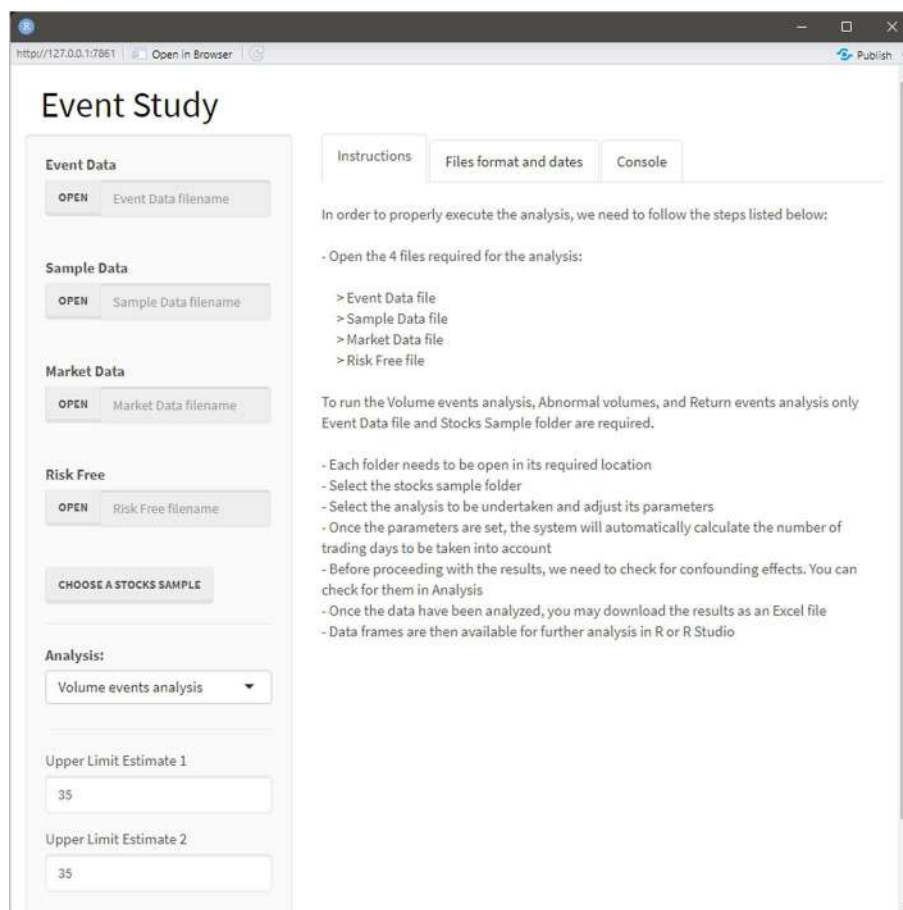 http://127.0.0.1:7861 Open in Browser
Publish
Event Study
Event Data
OPEN Event Data filename
Sample Data
OPEN Sample Data filename
Market Data
OPEN Market Data filename
Risk Free
OPEN Risk Free filename
CHOOSE A STOCKS SAMPLE
Analysis:
Volume events analysis
Upper Limit Estimate 1
35
Upper Limit Estimate 2
35
Instructions Files format and dates Console
In order to properly execute the analysis, we need to follow the steps listed below:
- Open the 4 files required for the analysis:
> Event Data file
> Sample Data file
> Market Data file
> Risk Free file
To run the Volume events analysis, Abnormal volumes, and Return events analysis only
Event Data file and Stocks Sample folder are required.
- Each folder needs to be open in its required location
- Select the stocks sample folder
- Select the analysis to be undertaken and adjust its parameters
- Once the parameters are set, the system will automatically calculate the number of
trading days to be taken into account
- Before proceeding with the results, we need to check for confounding effects. You can
check for them in Analysis
- Once the data have been analyzed, you may download the results as an Excel file
- Data frames are then available for further analysis in R or R Studio